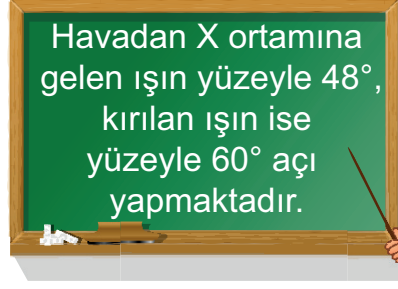 Havadan X ortamına
gelen ışın yüzeyle 48°,
kırılan ışın ise
yüzeyle 60° açı
yapmaktadır.